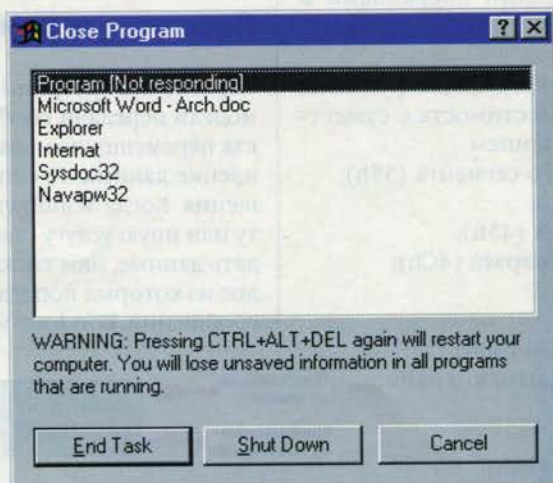 Close Program
Program [Not responding]
Microsoft Word - Arch.doc
Explorer
Internat
Sysdoc32
Navapw32
WARNING: Pressing CTRL+ALT+DEL again will restart your
computer. You will lose unsaved information in all programs
that are running.
End Task
Shut Down
Cancel